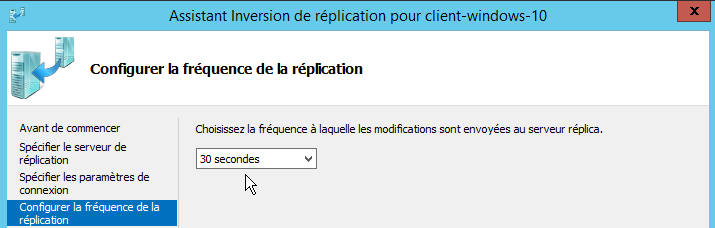 Assistant Inversion de réplication pour client-windows-10
x
Configurer la fréquence de la réplication
Avant de commencer
Spécifier le serveur de
réplication
Spécifier les paramètres de
connexion
Configurer la fréquence de la
réplication
Choisissez la fréquence à laquelle les modifications sont envoyées au serveur réplica.
30 secondes